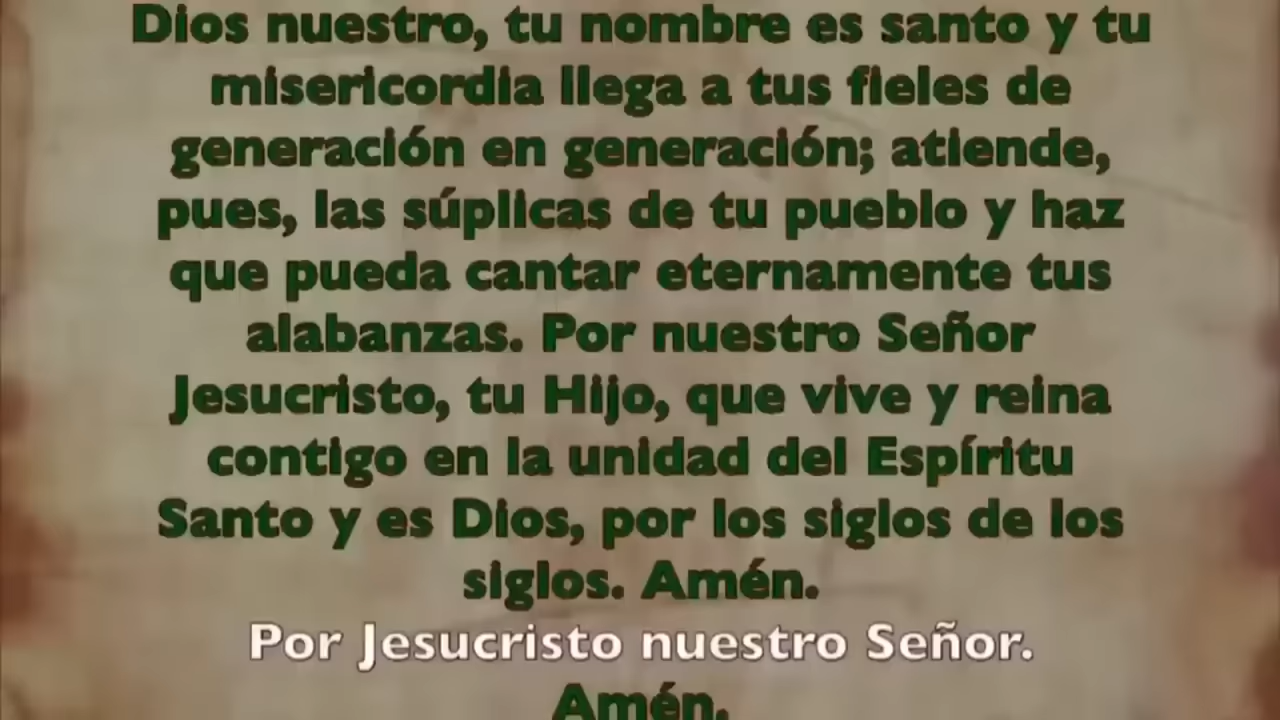 Dios nuestro, tu nombre es santo y tu
misericordia llega a tus fieles de
generación en generación; atiende,
pues, las súplicas de tu pueblo y haz
que pueda cantar eternamente tus
alabanzas. Por nuestro Señor
Jesucristo, tu Hijo, que vive y reina
contigo en la unidad del Espíritu
Santo y es Dios, por los siglos de los
siglos. Amén.
Por Jesucristo nuestro Señor.
Amén.